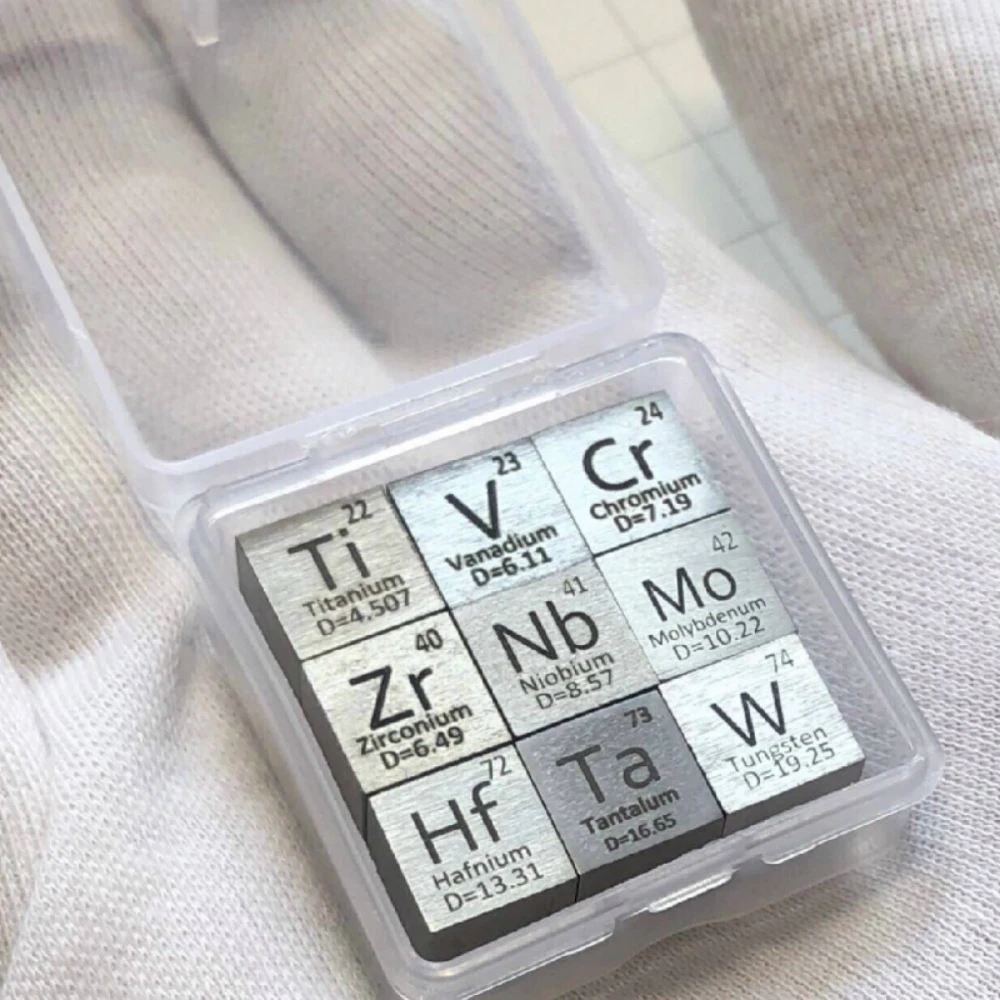 22
Ti
Titanium
D=4.507
23
V
Vanadium
D=6.11
24
Cr
Chromium
D=7.19
40
Zr
Zirconium
D=6.49
41
Nb
Niobium
D=8.57
42
Mo
Molybdenum
D=10.22
72
Hf
Hafnium
D=13.31
73
Ta
Tantalum
D=16.65
74
W
Tungsten
D=19.25